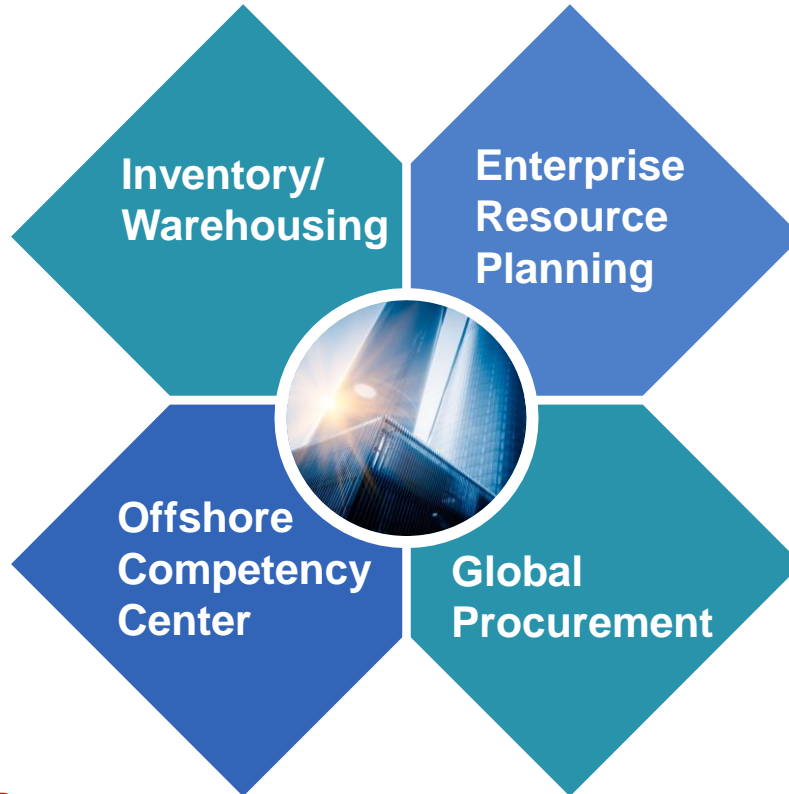 Inventory/
Warehousing
Enterprise
Resource
Planning
Offshore
Competency
Center
Global
Procurement